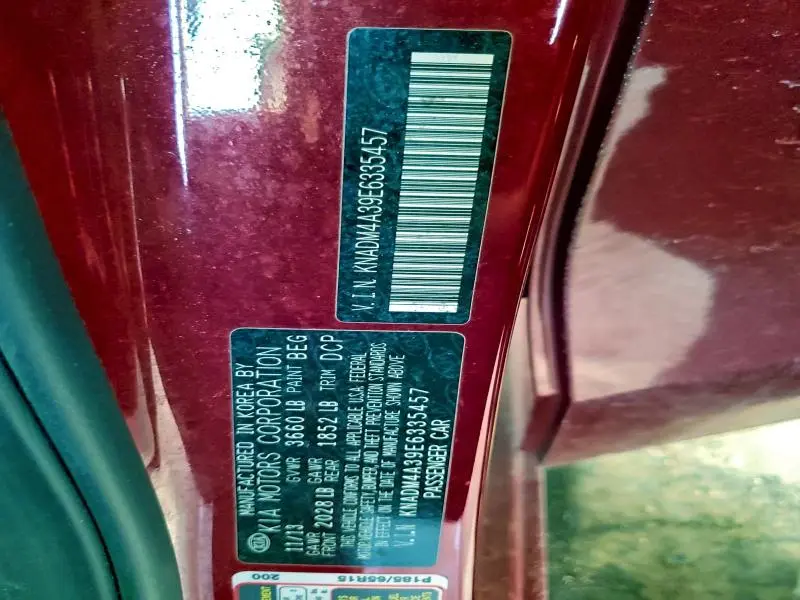 V.I.N. KNADM4A39E6335457
MANUFACTURED IN KOREA BY
KIA KIA MOTORS CORPORATION
11/13 GVWR 3660 LB PAINT BEG
GAWR FRONT 2028 LB GAWR REAR 1852 LB TRIM DCP
THIS VEHICLE CONFORMS TO ALL APPLICABLE U.S.A. FEDERAL
MOTOR VEHICLE SAFETY, BUMPER, AND THEFT PREVENTION STANDARDS
IN EFFECT ON THE DATE OF MANUFACTURE SHOWN ABOVE
V.I.N. KNADM4A39E6335457
PASSENGER CAR
P185/65R15
200